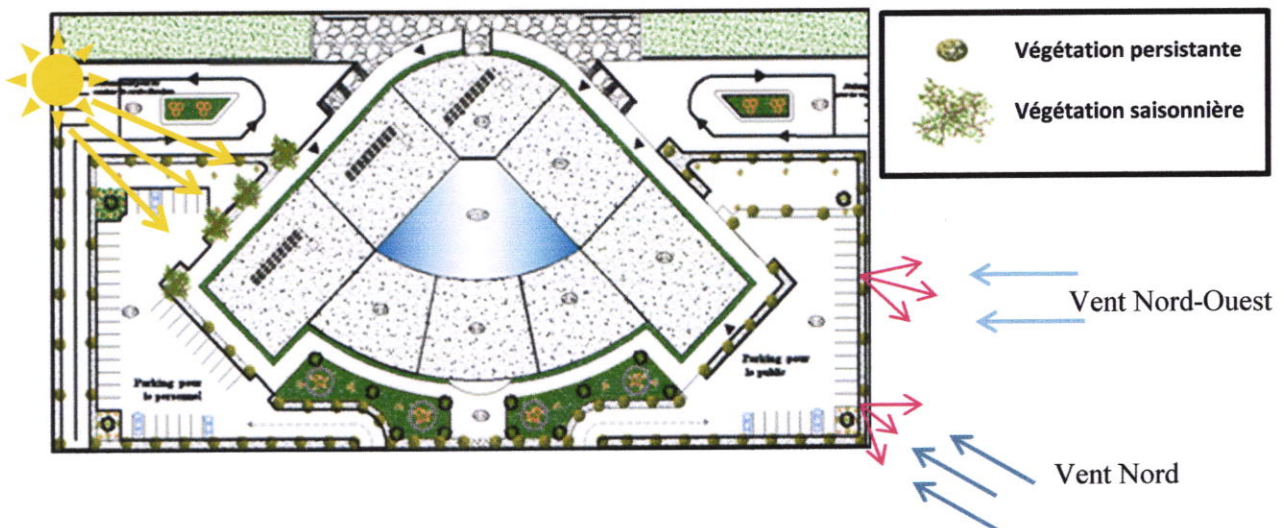 Végétation persistante
Végétation saisonnière
Vent Nord-Ouest
Parking pour
le personnel
Parking pour
le public
Vent Nord